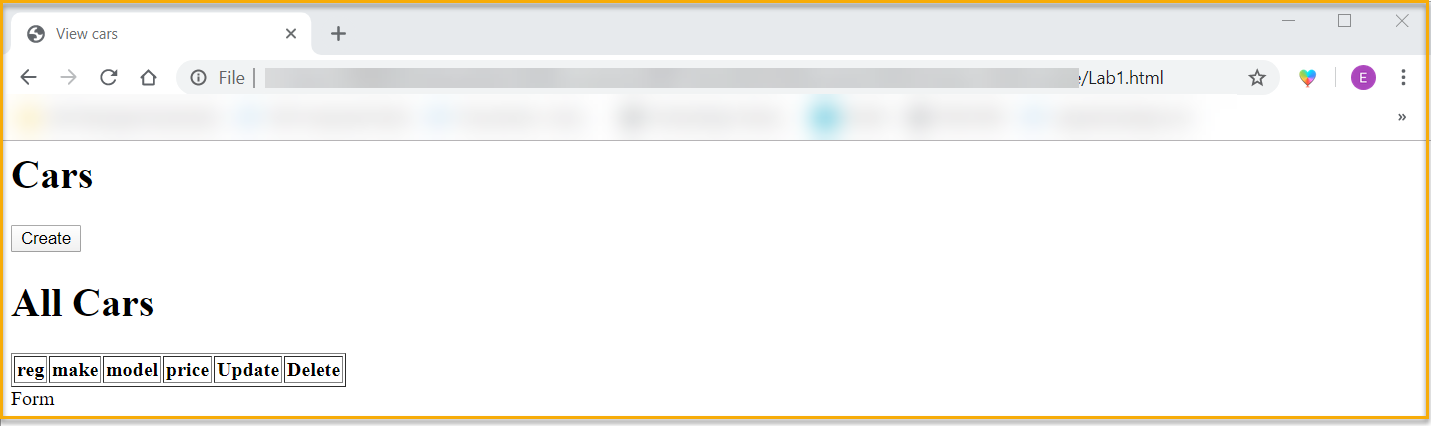 View cars
File
e/Lab1.html
E
»
Cars
Create
All Cars
reg make model price Update Delete
Form